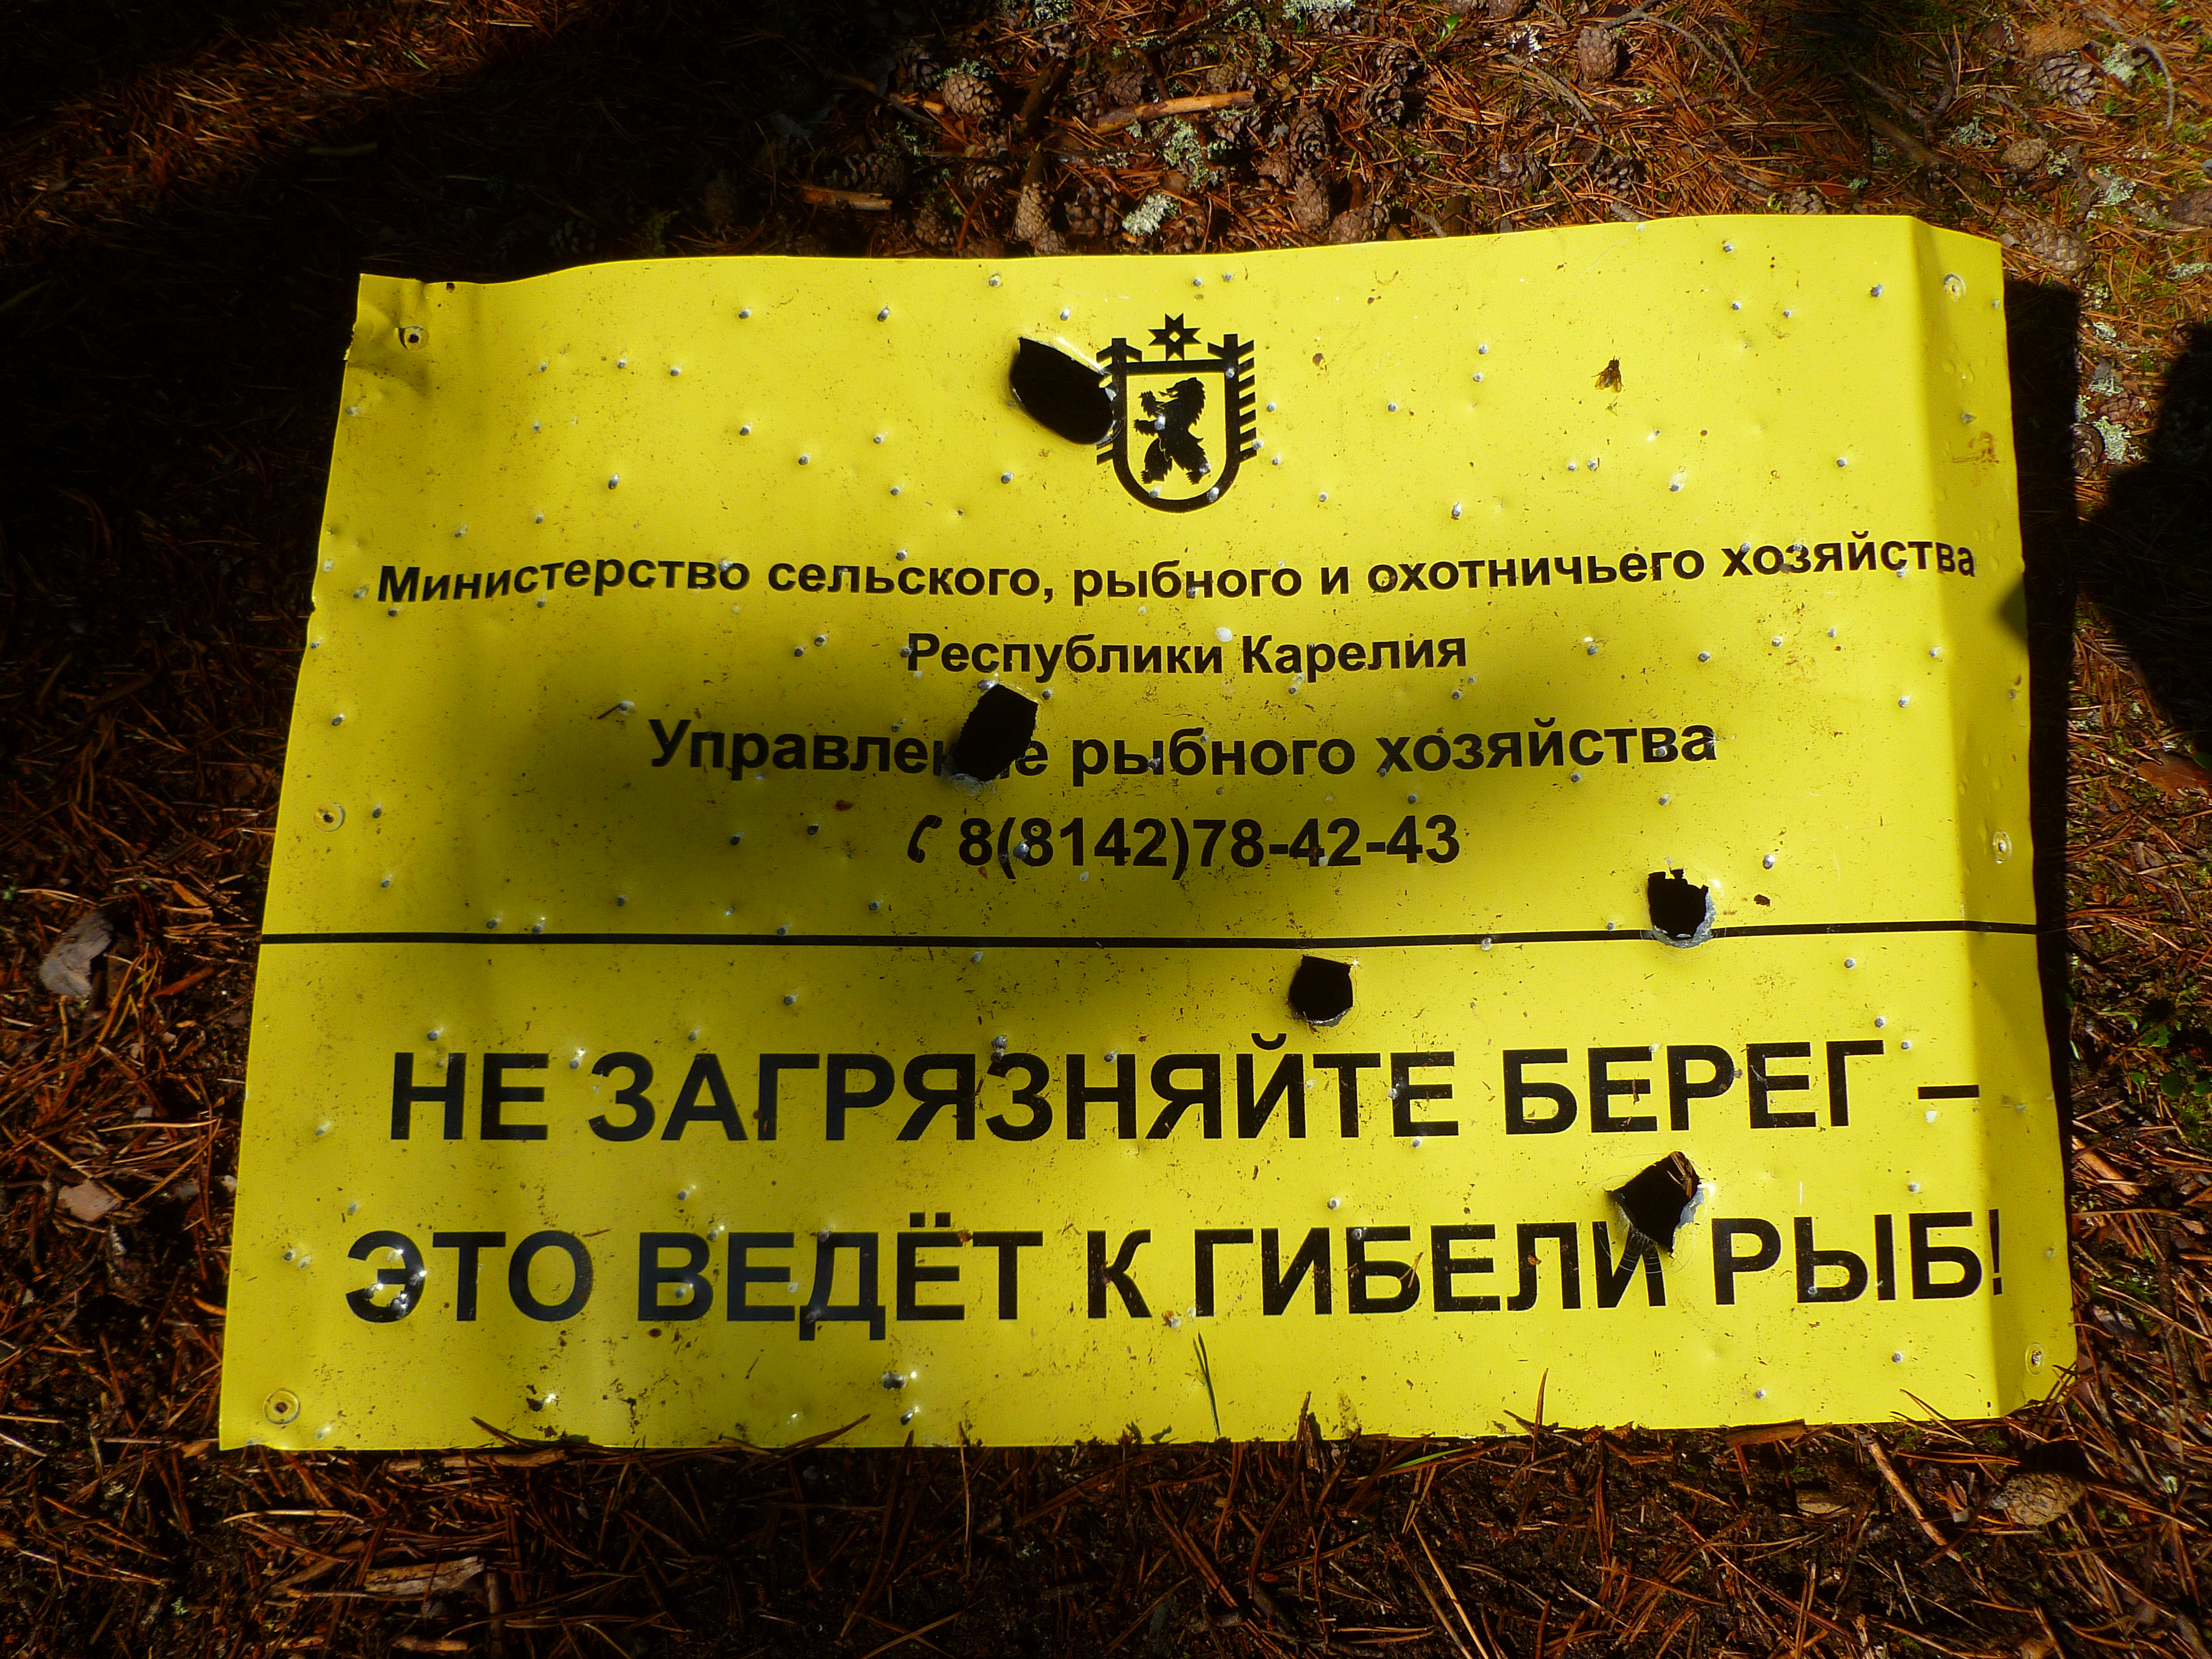 Министерство сельского, рыбного и охотничьего хозяйства
Республики Карелия
Управление рыбного хозяйства
8(8142)78-42-43
НЕ ЗАГРЯЗНЯЙТЕ БЕРЕГ –
ЭТО ВЕДЁТ К ГИБЕЛИ РЫБ!